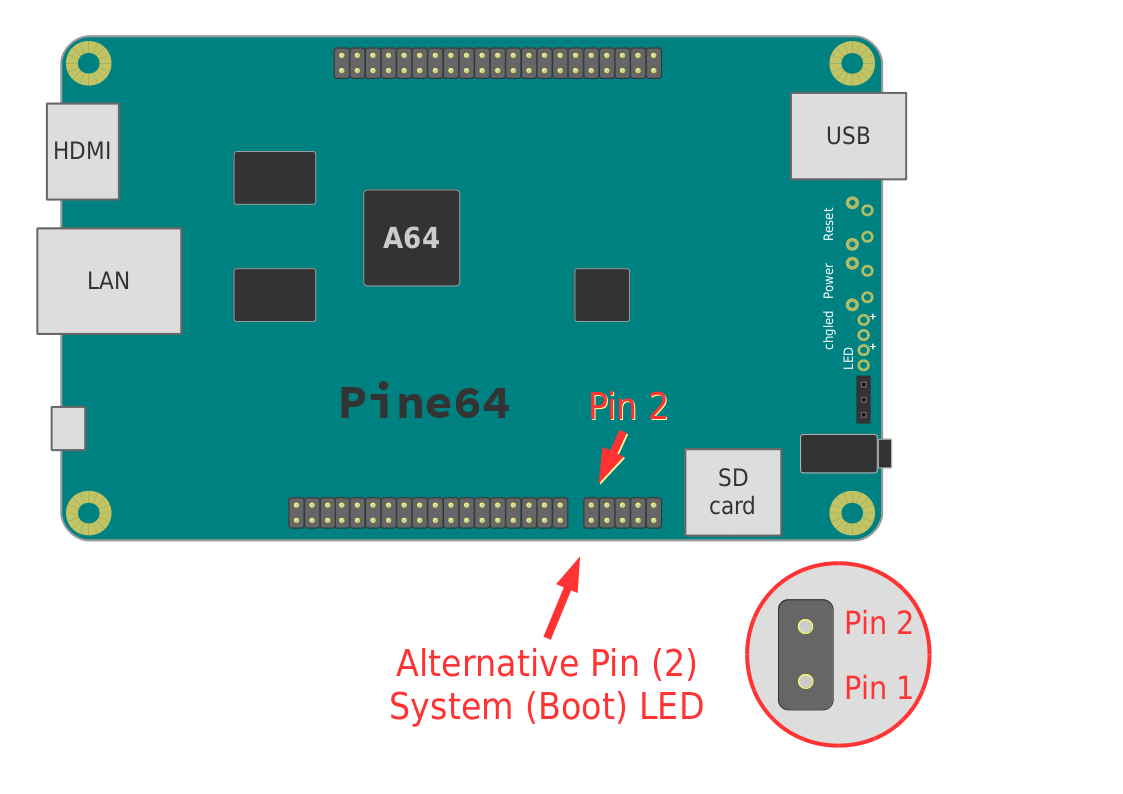 HDMI
USB
A64
Reset
LAN
Power
+
chgled
+
LED
Pine64
Pin 2
SD
card
Alternative Pin (2)
System (Boot) LED
Pin 2
Pin 1